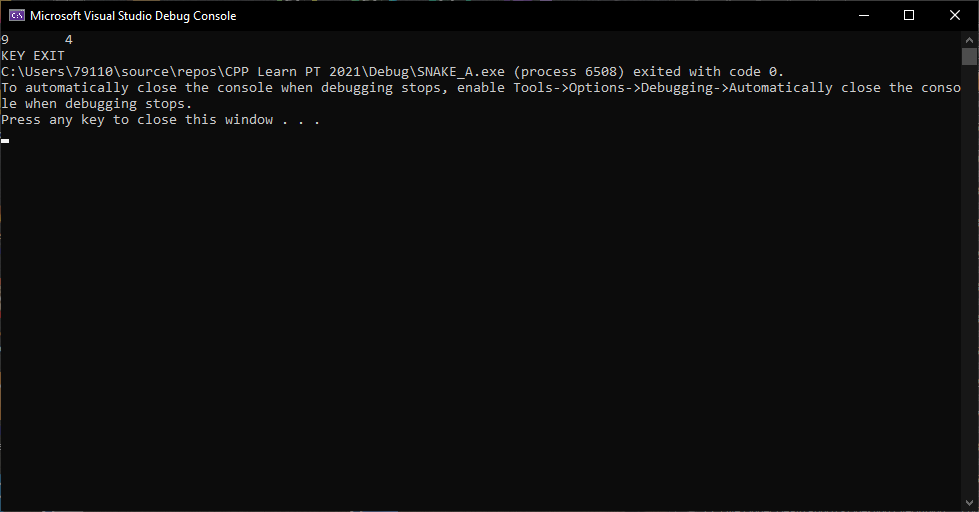 Microsoft Visual Studio Debug Console
9       4
KEY EXIT
C:\Users\79110\source\repos\CPP Learn PT 2021\Debug\SNAKE_A.exe (process 6508) exited with code 0.
To automatically close the console when debugging stops, enable Tools->Options->Debugging->Automatically close the conso
le when debugging stops.
Press any key to close this window . . .